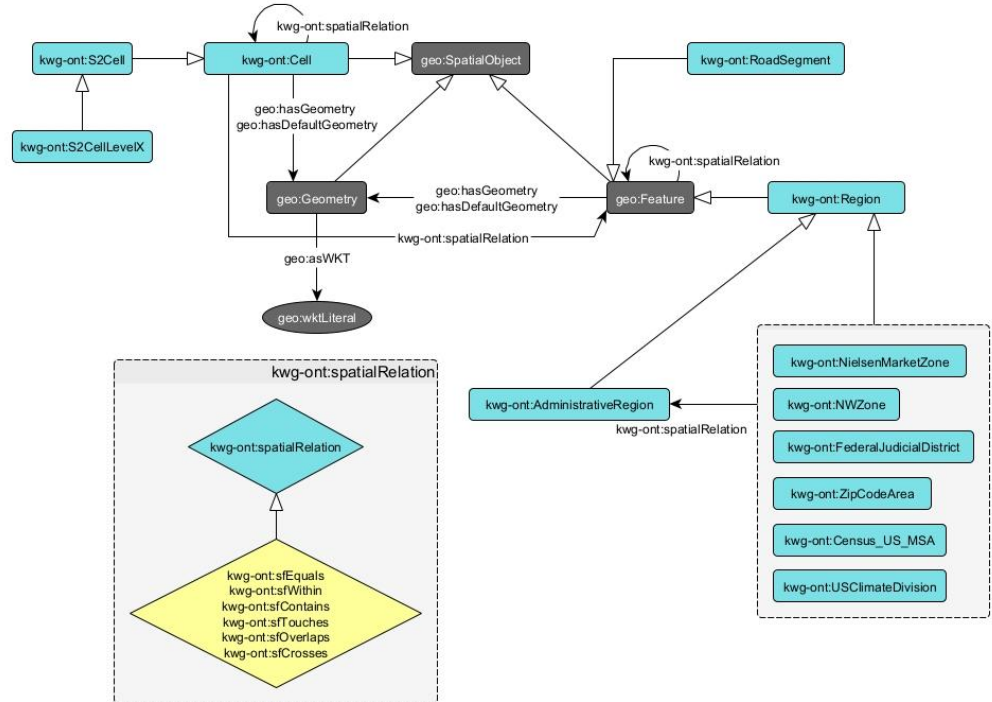 kwg-ont:spatialRelation
kwg-ont:S2Cell
kwg-ont:Cell
geo:SpatialObject
kwg-ont:RoadSegment
geo:hasGeometry
geo:hasDefaultGeometry
kwg-ont:S2CellLevelX
kwg-ont:spatialRelation
geo:Geometry
geo:hasGeometry
geo:hasDefaultGeometry
geo:Feature
kwg-ont:Region
kwg-ont:spatialRelation
geo:asWKT
geo:wktLiteral
kwg-ont:spatialRelation
kwg-ont:spatialRelation
kwg-ont:sfEquals
kwg-ont:sfWithin
kwg-ont:sfContains
kwg-ont:sfTouches
kwg-ont:sfOverlaps
kwg-ont:sfCrosses
kwg-ont:AdministrativeRegion
kwg-ont:spatialRelation
kwg-ont:NielsenMarketZone
kwg-ont:NWZone
kwg-ont:FederalJudicialDistrict
kwg-ont:ZipCodeArea
kwg-ont:Census_US_MSA
kwg-ont:USClimateDivision